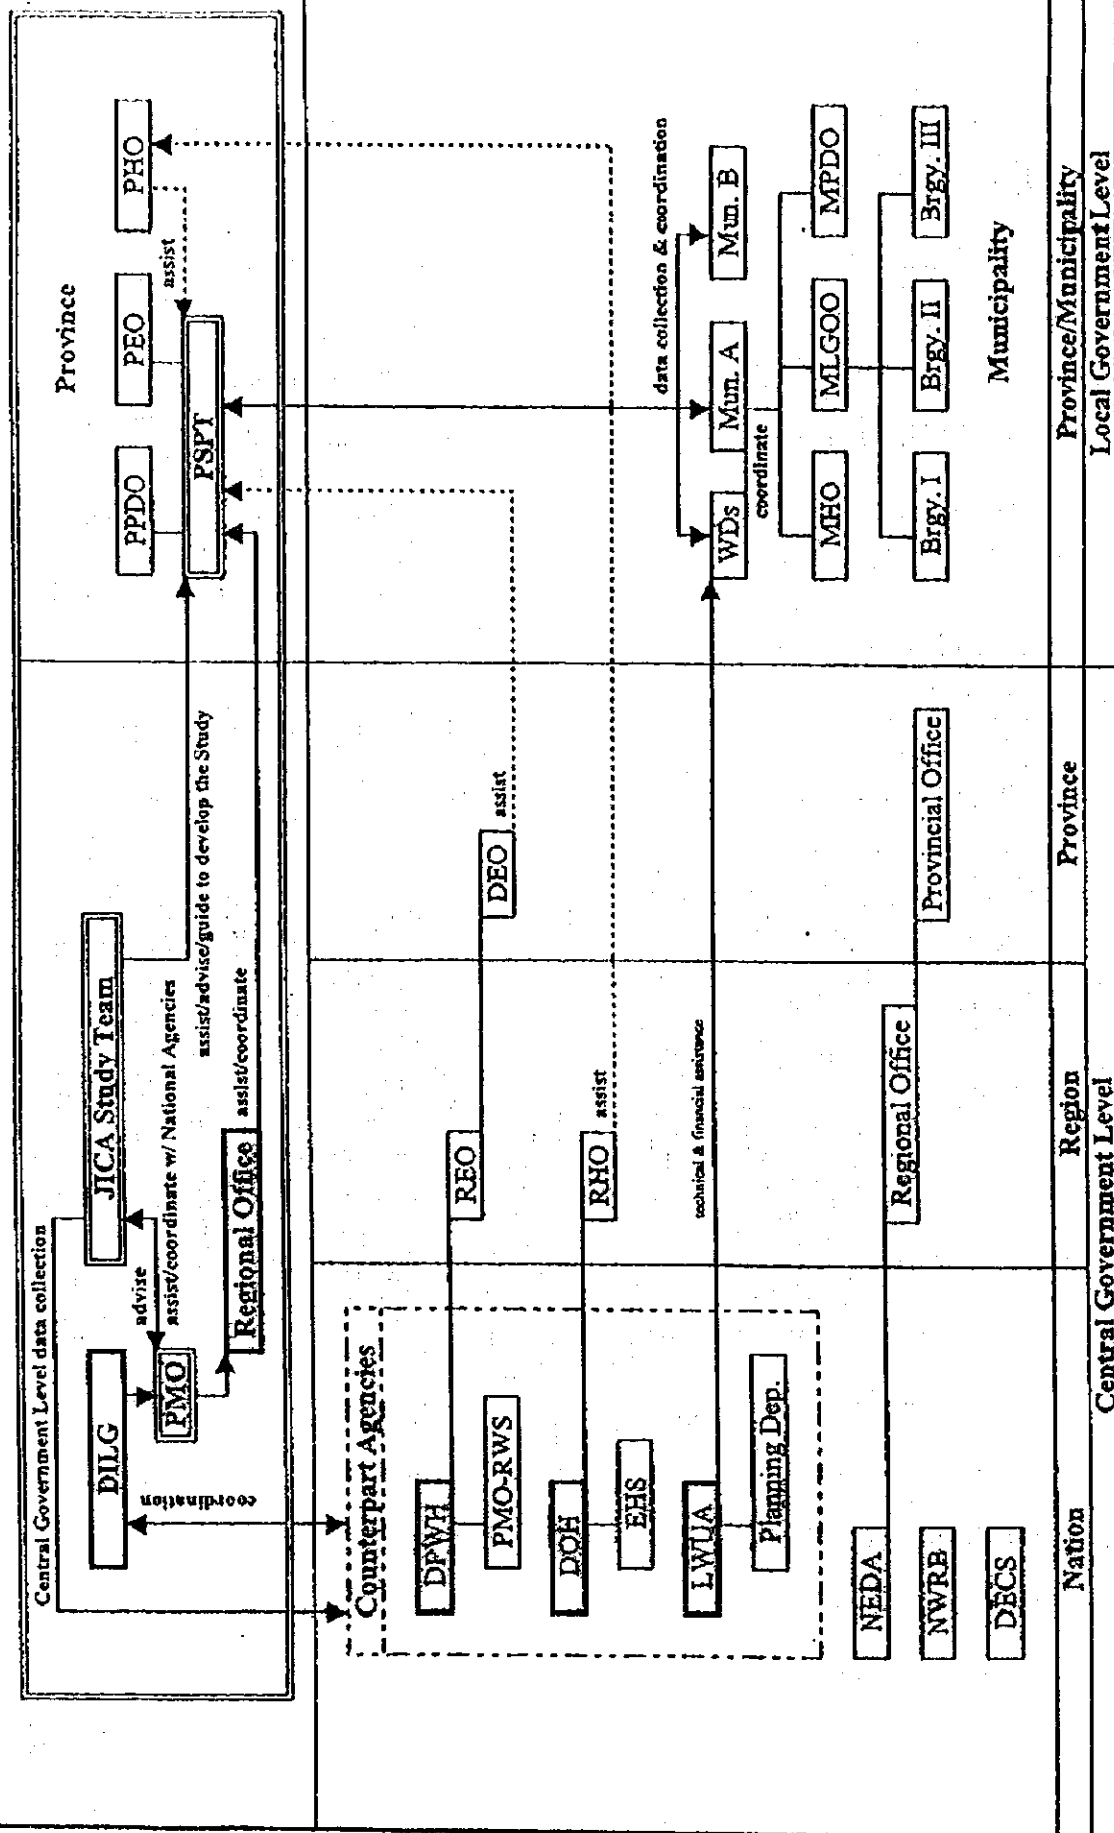 Central Government Level data collection
DILG
coordination
advise
PMO
assist/coordinate w/ National Agencies
JICA Study Team
assist/advise/guide to develop the Study
Regional Office
assist/coordinate
Province
PPDO
PEO
PHO
assist
PSPT
Counterpart Agencies
DPWH
PMO-RWS
REO
DEO
assist
DOH
EHS
RHO
assist
LWUA
Planning Dep.
technical & financial assistance
data collection & coordination
WDs
Mun. A
Mun. B
coordinate
MHO
MLGOO
MPDO
Brgy. I
Brgy. II
Brgy. III
Municipality
NEDA
Regional Office
Provincial Office
NWRB
DECS
Nation
Region
Province
Province/Municipality
Central Government Level
Local Government Level